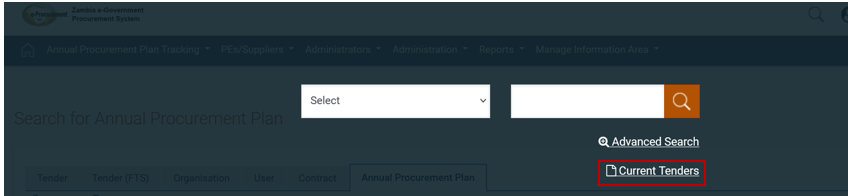 e-Procurement Zambia e-Government
Procurement System
Annual Procurement Plan Tracking PEs/Suppliers Administrators Administration Reports Manage Information Area
Select
Search for Annual Procurement Plan
Advanced Search
Current Tenders
Tender Tender (FTS) Organisation User Contract Annual Procurement Plan